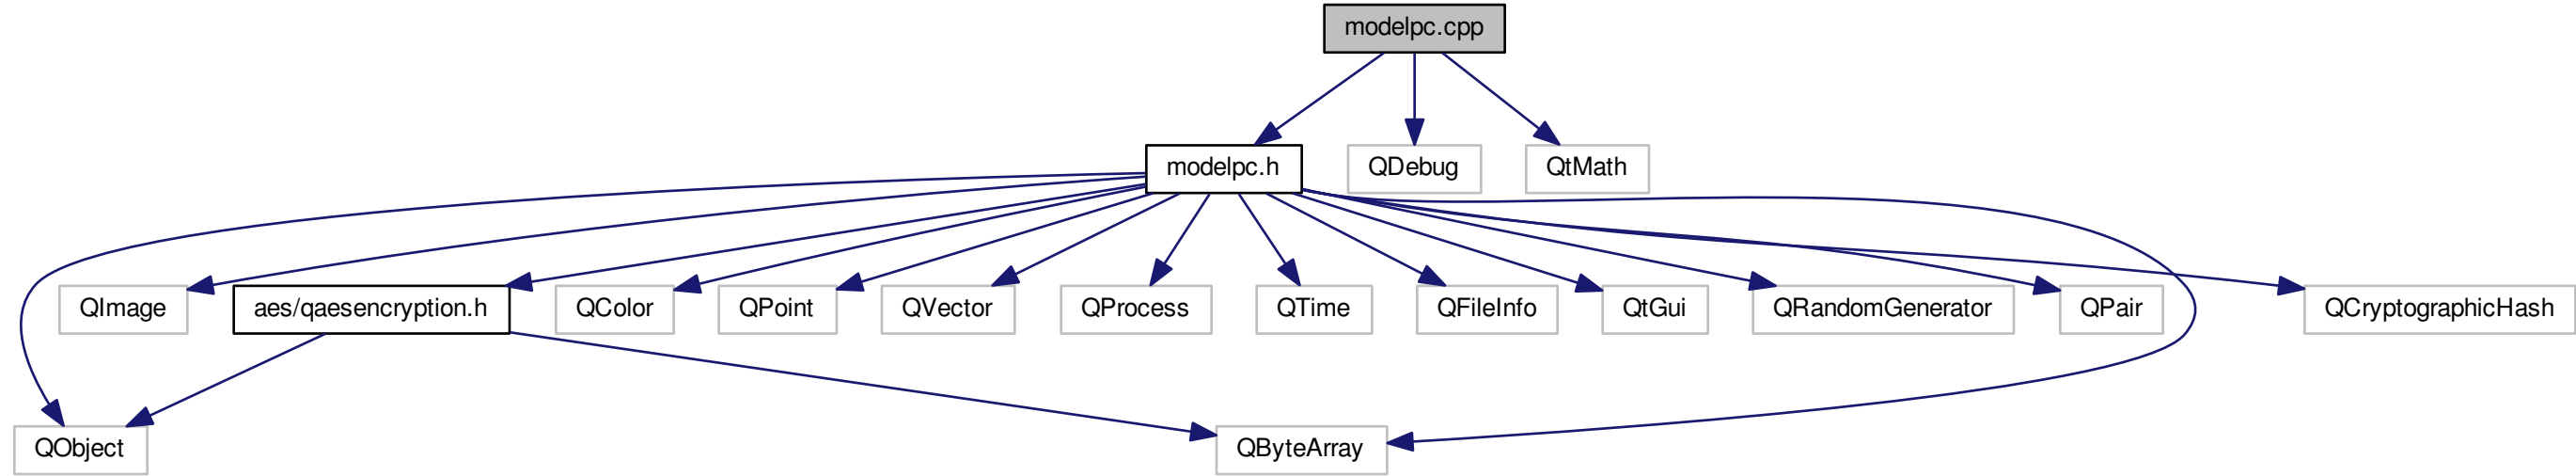 modelpc.cpp
modelpc.h
QDebug
QtMath
QImage
aes/qaesencryption.h
QColor
QPoint
QVector
QProcess
QTime
QFileInfo
QtGui
QRandomGenerator
QPair
QCryptographicHash
QObject
QByteArray